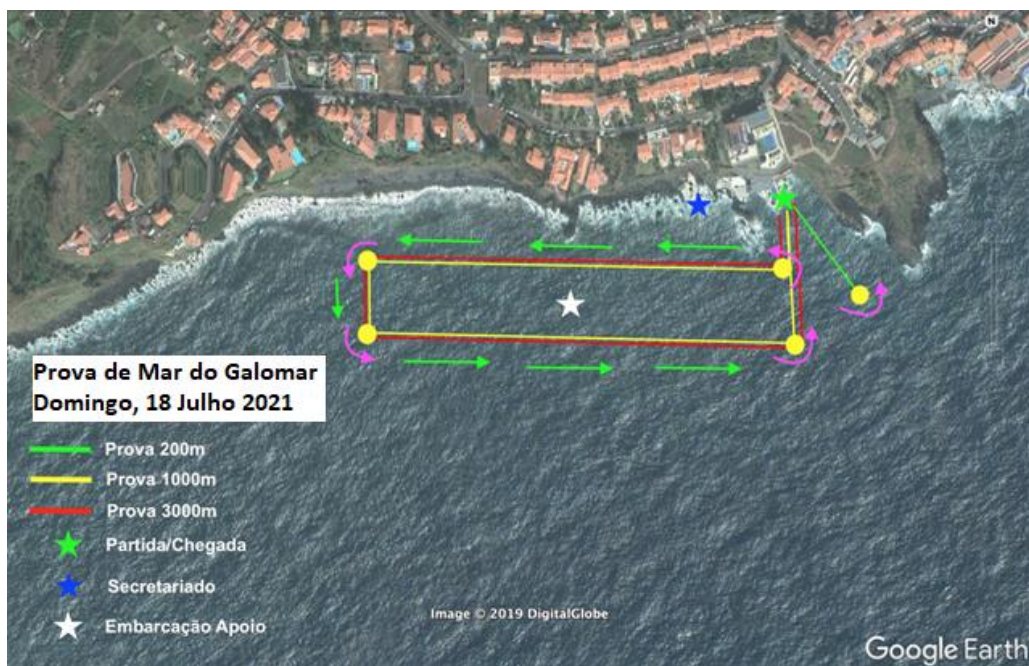 N
Prova de Mar do Galomar
Domingo, 18 Julho 2021
Prova 200m
Prova 1000m
Prova 3000m
Partida/Chegada
Secretariado
Embarcação Apoio
Image © 2019 DigitalGlobe
Google Earth